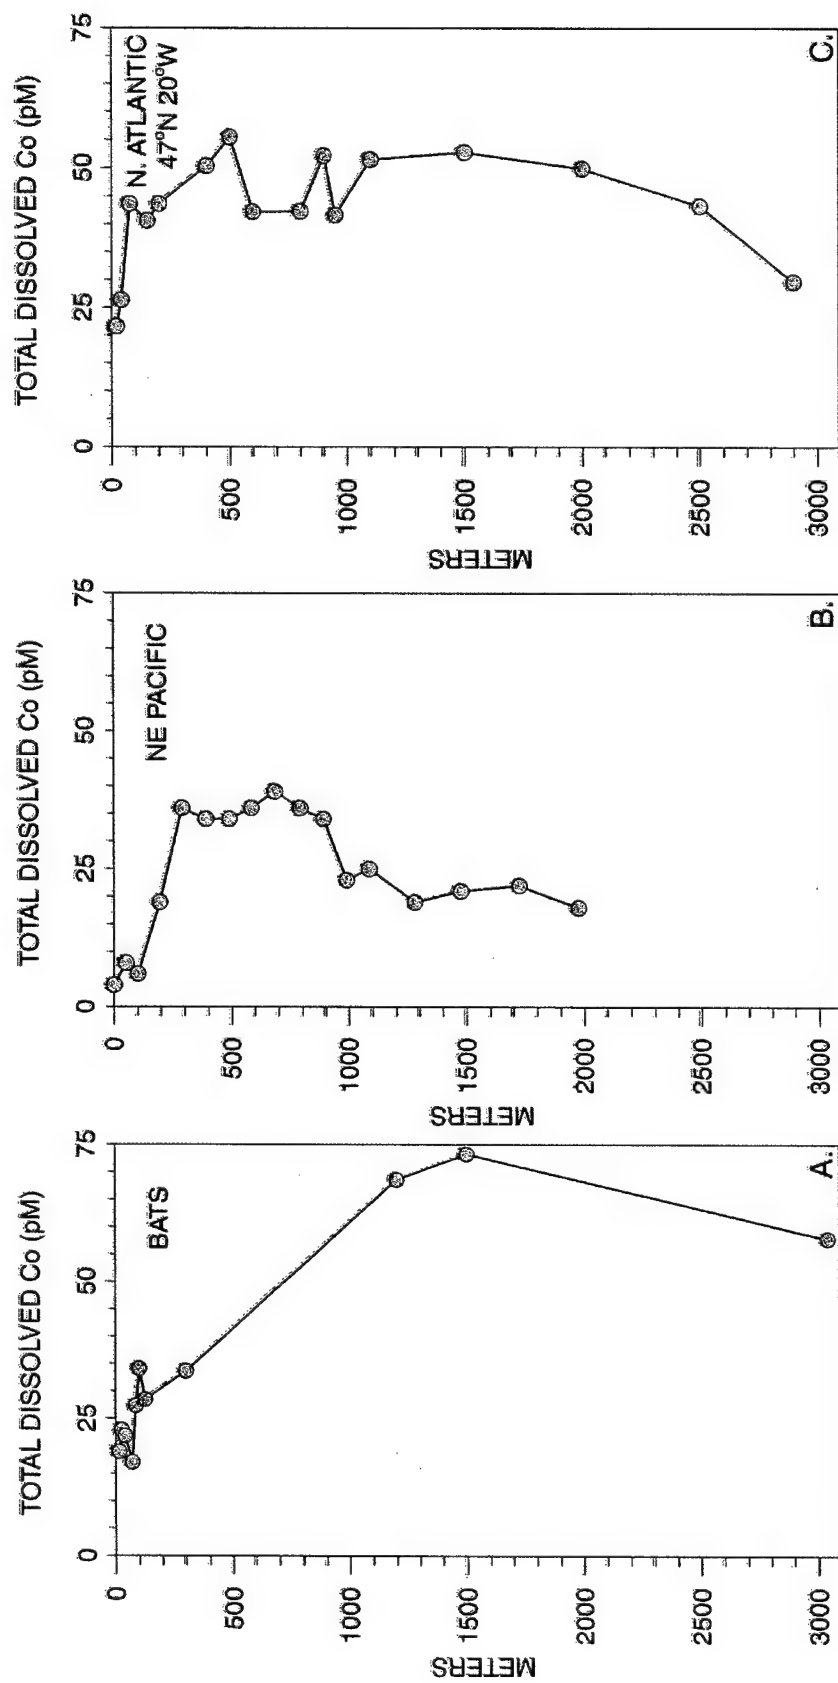 TOTAL DISSOLVED Co (pM)
0 25 50 75
0
500
1000
1500
2000
2500
3000
METERS
BATS
A.
TOTAL DISSOLVED Co (pM)
0 25 50 75
0
500
1000
1500
2000
2500
3000
METERS
NE PACIFIC
B.
TOTAL DISSOLVED Co (pM)
0 25 50 75
0
500
1000
1500
2000
2500
3000
METERS
N. ATLANTIC
47°N 20°W
C.